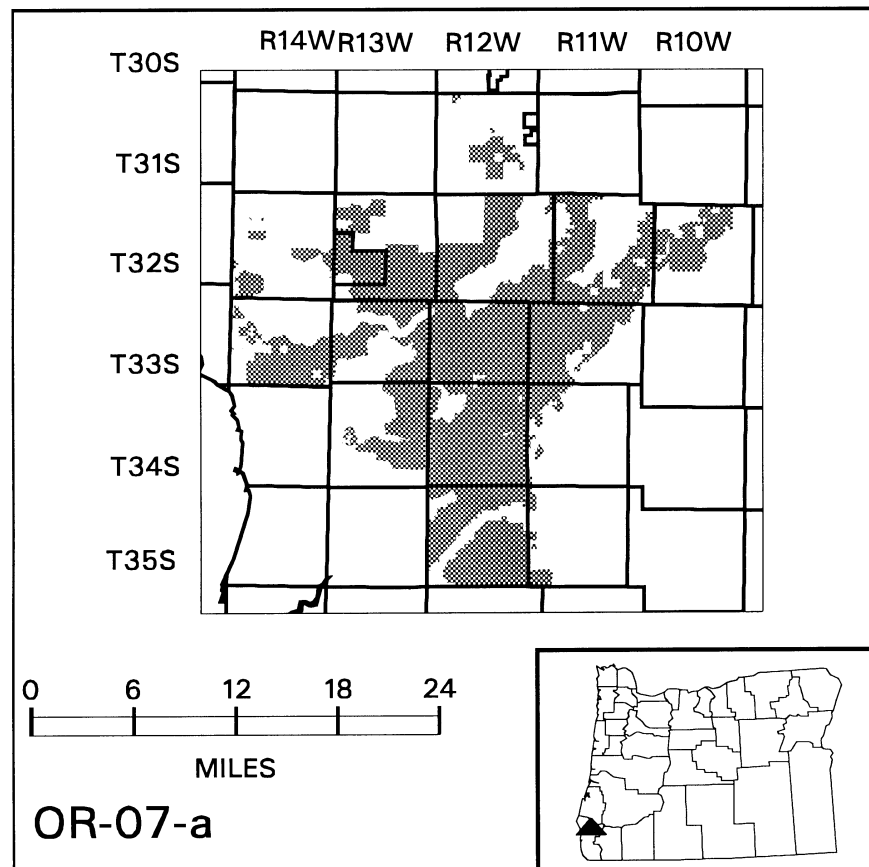 R14W R13W R12W R11W R10W
T30S
T31S
T32S
T33S
T34S
T35S
0 6 12 18 24
MILES
OR-07-a